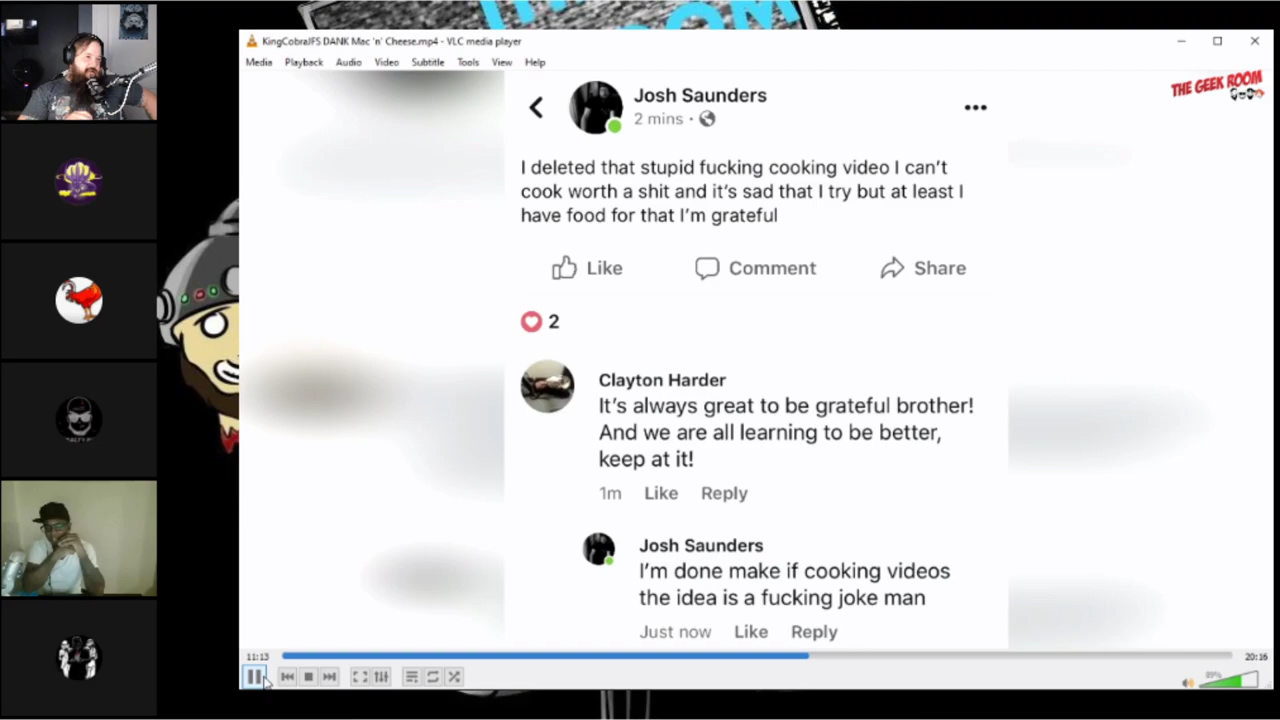 KingCobraJFS DANK Mac 'n' Cheese.mp4 - VLC media player
Media Playback Audio Video Subtitle Tools View Help
THE GEEK ROOM
Josh Saunders
2 mins ·
I deleted that stupid fucking cooking video I can't
cook worth a shit and it's sad that I try but at least I
have food for that I'm grateful
Like Comment Share
2
Clayton Harder
It's always great to be grateful brother!
And we are all learning to be better,
keep at it!
1m Like Reply
Josh Saunders
I'm done make if cooking videos
the idea is a fucking joke man
Just now Like Reply
11:13
20:16
89%